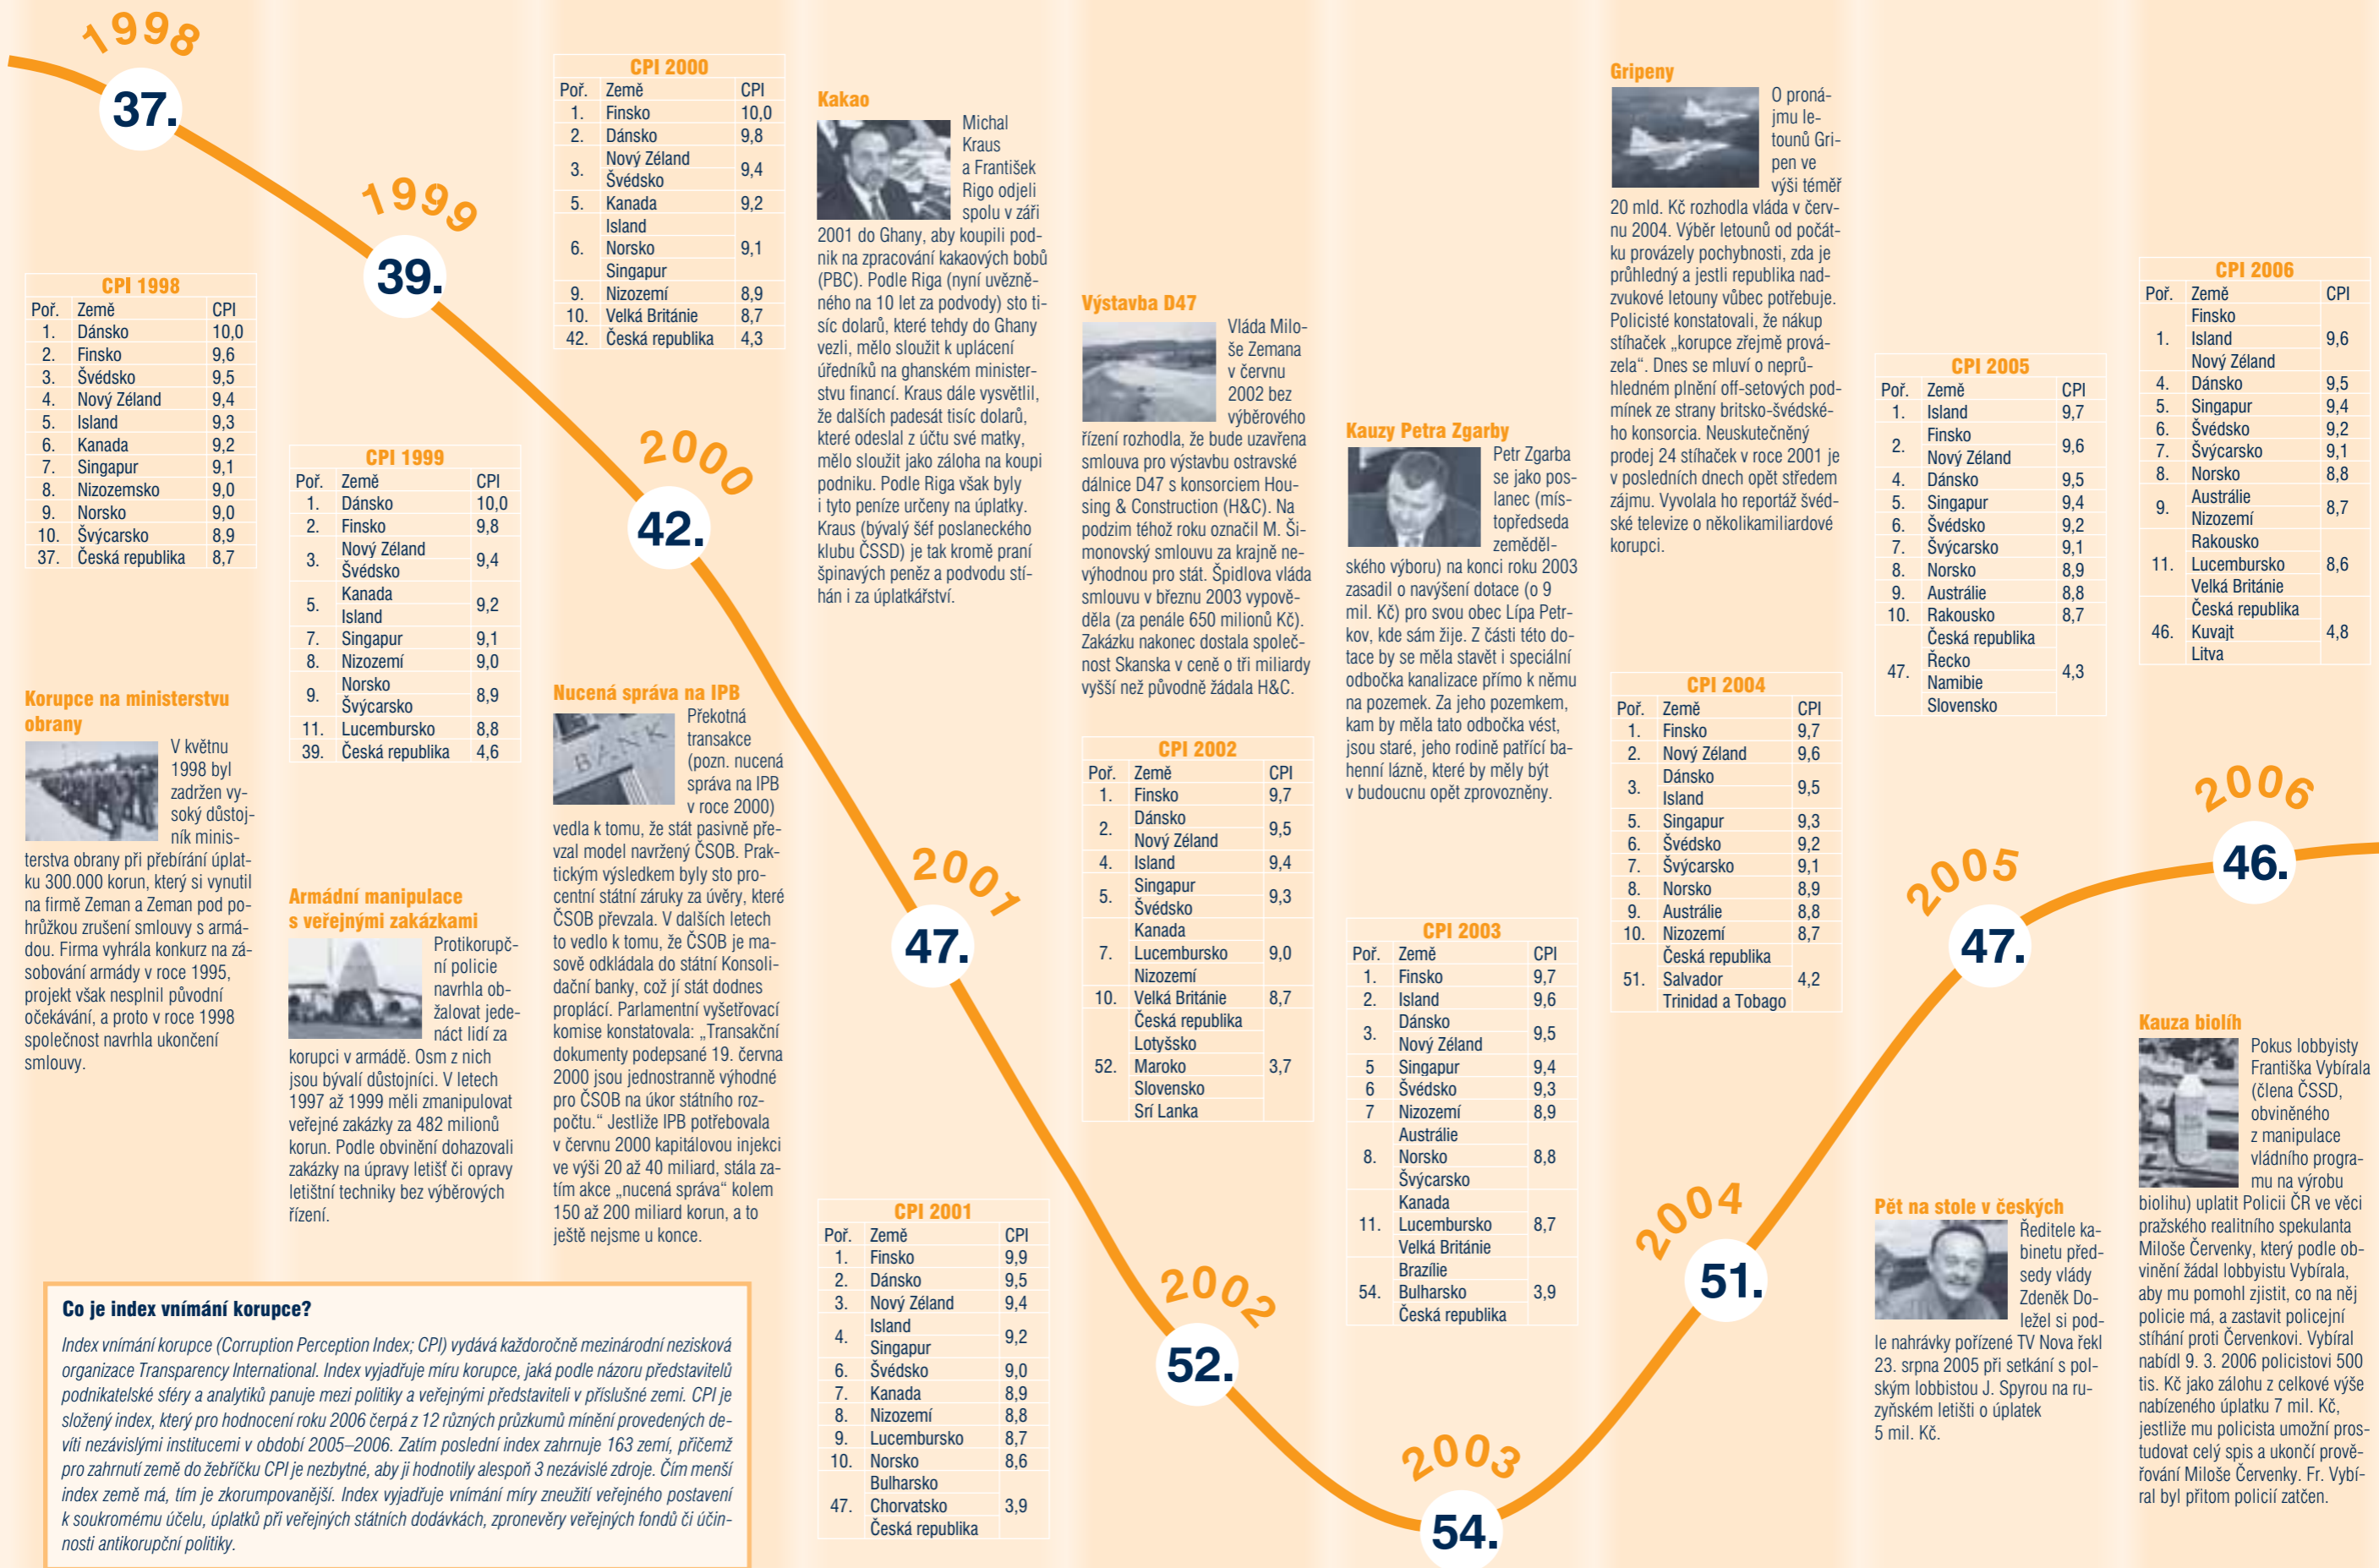 1998
37.
CPI 1998
Poř. Země CPI
1. Dánsko 10,0
2. Finsko 9,6
3. Švédsko 9,5
4. Nový Zéland 9,4
5. Island 9,3
6. Kanada 9,2
7. Singapur 9,1
8. Nizozemsko 9,0
9. Norsko 9,0
10. Švýcarsko 8,9
37. Česká republika 8,7
Korupce na ministerstvu
obrany
V květnu
1998 byl
zadržen vy-
soký důstoj-
ník minis-
terstva obrany při přebírání úplat-
ku 300.000 korun, který si vynutil
na firmě Zeman a Zeman pod po-
hrůžkou zrušení smlouvy s armá-
dou. Firma vyhrála konkurz na zá-
sobování armády v roce 1995,
projekt však nesplnil původní
očekávání, a proto v roce 1998
společnost navrhla ukončení
smlouvy.
1999
39.
CPI 1999
Poř. Země CPI
1. Dánsko 10,0
2. Finsko 9,8
Nový Zéland
3. 9,4
Švédsko
Kanada
5. 9,2
Island
7. Singapur 9,1
8. Nizozemí 9,0
Norsko
9. 8,9
Švýcarsko
11. Lucembursko 8,8
39. Česká republika 4,6
Armádní manipulace
s veřejnými zakázkami
Protikorupč-
ní policie
navrhla ob-
žalovat jede-
náct lidí za
korupci v armádě. Osm z nich
jsou bývalí důstojníci. V letech
1997 až 1999 měli zmanipulovat
veřejné zakázky za 482 milionů
korun. Podle obvinění dohazovali
zakázky na úpravy letišť či opravy
letištní techniky bez výběrových
řízení.
CPI 2000
Poř. Země CPI
1. Finsko 10,0
2. Dánsko 9,8
Nový Zéland
3. 9,4
Švédsko
5. Kanada 9,2
Island
6. Norsko 9,1
Singapur
9. Nizozemí 8,9
10. Velká Británie 8,7
42. Česká republika 4,3
2000
42.
Nucená správa na IPB
BANK
Překotná
transakce
(pozn. nucená
správa na IPB
v roce 2000)
vedla k tomu, že stát pasivně pře-
vzal model navržený ČSOB. Prak-
tickým výsledkem byly sto pro-
centní státní záruky za úvěry, které
ČSOB převzala. V dalších letech
to vedlo k tomu, že ČSOB je ma-
sově odkládala do státní Konsoli-
dační banky, což jí stát dodnes
proplácí. Parlamentní vyšetřovací
komise konstatovala: „Transakční
dokumenty podepsané 19. června
2000 jsou jednostranně výhodné
pro ČSOB na úkor státního roz-
počtu.“ Jestliže IPB potřebovala
v červnu 2000 kapitálovou injekci
ve výši 20 až 40 miliard, stála za-
tím akce „nucená správa“ kolem
150 až 200 miliard korun, a to
ještě nejsme u konce.
Co je index vnímání korupce?
Index vnímání korupce (Corruption Perception Index; CPI) vydává každoročně mezinárodní nezisková
organizace Transparency International. Index vyjadřuje míru korupce, jaká podle názoru představitelů
podnikatelské sféry a analytiků panuje mezi politiky a veřejnými představiteli v příslušné zemi. CPI je
složený index, který pro hodnocení roku 2006 čerpá z 12 různých průzkumů mínění provedených de-
víti nezávislými institucemi v období 2005–2006. Zatím poslední index zahrnuje 163 zemí, přičemž
pro zahrnutí země do žebříčku CPI je nezbytné, aby ji hodnotily alespoň 3 nezávislé zdroje. Čím menší
index země má, tím je zkorumpovanější. Index vyjadřuje vnímání míry zneužití veřejného postavení
k soukromému účelu, úplatků při veřejných státních dodávkách, zpronevěry veřejných fondů či účin-
nosti antikorupční politiky.
Kakao
Michal
Kraus
a František
Rigo odjeli
spolu v září
2001 do Ghany, aby koupili pod-
nik na zpracování kakaových bobů
(PBC). Podle Riga (nyní uvězně-
ného na 10 let za podvody) sto ti-
síc dolarů, které tehdy do Ghany
vezli, mělo sloužit k uplácení
úředníků na ghanském minister-
stvu financí. Kraus dále vysvětlil,
že dalších padesát tisíc dolarů,
které odeslal z účtu své matky,
mělo sloužit jako záloha na koupi
podniku. Podle Riga však byly
i tyto peníze určeny na úplatky.
Kraus (bývalý šéf poslaneckého
klubu ČSSD) je tak kromě praní
špinavých peněz a podvodu stí-
hán i za úplatkářství.
2001
47.
CPI 2001
Poř. Země CPI
1. Finsko 9,9
2. Dánsko 9,5
3. Nový Zéland 9,4
Island
4. 9,2
Singapur
6. Švédsko 9,0
7. Kanada 8,9
8. Nizozemí 8,8
9. Lucembursko 8,7
10. Norsko 8,6
Bulharsko
47. Chorvatsko 3,9
Česká republika
Výstavba D47
Vláda Milo-
še Zemana
v červnu
2002 bez
výběrového
řízení rozhodla, že bude uzavřena
smlouva pro výstavbu ostravské
dálnice D47 s konsorciem Hou-
sing & Construction (H&C). Na
podzim téhož roku označil M. Ši-
monovský smlouvu za krajně ne-
výhodnou pro stát. Špidlova vláda
smlouvu v březnu 2003 vypově-
děla (za penále 650 milionů Kč).
Zakázku nakonec dostala společ-
nost Skanska v ceně o tři miliardy
vyšší než původně žádala H&C.
CPI 2002
Poř. Země CPI
1. Finsko 9,7
Dánsko
2. 9,5
Nový Zéland
4. Island 9,4
Singapur
5. 9,3
Švédsko
Kanada
7. Lucembursko 9,0
Nizozemí
10. Velká Británie 8,7
Česká republika
Lotyšsko
52. Maroko 3,7
Slovensko
Srí Lanka
2002
52.
Kauzy Petra Zgarby
Petr Zgarba
se jako pos-
lanec (mís-
topředseda
zeměděl-
ského výboru) na konci roku 2003
zasadil o navýšení dotace (o 9
mil. Kč) pro svou obec Lípa Petr-
kov, kde sám žije. Z části této do-
tace by se měla stavět i speciální
odbočka kanalizace přímo k němu
na pozemek. Za jeho pozemkem,
kam by měla tato odbočka vést,
jsou staré, jeho rodině patřící ba-
henní lázně, které by měly být
v budoucnu opět zprovozněny.
CPI 2003
Poř. Země CPI
1. Finsko 9,7
2. Island 9,6
Dánsko
3. 9,5
Nový Zéland
5 Singapur 9,4
6 Švédsko 9,3
7 Nizozemí 8,9
Austrálie
8. Norsko 8,8
Švýcarsko
Kanada
11. Lucembursko 8,7
Velká Británie
Brazílie
54. Bulharsko 3,9
Česká republika
2003
54.
Gripeny
O proná-
jmu le-
tounů Gri-
pen ve
výši téměř
20 mld. Kč rozhodla vláda v červ-
nu 2004. Výběr letounů od počát-
ku provázely pochybnosti, zda je
průhledný a jestli republika nad-
zvukové letouny vůbec potřebuje.
Policisté konstatovali, že nákup
stíhaček „korupce zřejmě prová-
zela“. Dnes se mluví o neprů-
hledném plnění off-setových pod-
mínek ze strany britsko-švédské-
ho konsorcia. Neuskutečněný
prodej 24 stíhaček v roce 2001 je
v posledních dnech opět středem
zájmu. Vyvolala ho reportáž švéd-
ské televize o několikamiliardové
korupci.
CPI 2004
Poř. Země CPI
1. Finsko 9,7
2. Nový Zéland 9,6
Dánsko
3. 9,5
Island
5. Singapur 9,3
6. Švédsko 9,2
7. Švýcarsko 9,1
8. Norsko 8,9
9. Austrálie 8,8
10. Nizozemí 8,7
Česká republika
51. Salvador 4,2
Trinidad a Tobago
2004
51.
CPI 2005
Poř. Země CPI
1. Island 9,7
Finsko
2. 9,6
Nový Zéland
4. Dánsko 9,5
5. Singapur 9,4
6. Švédsko 9,2
7. Švýcarsko 9,1
8. Norsko 8,9
9. Austrálie 8,8
10. Rakousko 8,7
Česká republika
Řecko
47. 4,3
Namibie
Slovensko
2005
47.
Pět na stole v českých
Ředitele ka-
binetu před-
sedy vlády
Zdeněk Do-
ležel si pod-
le nahrávky pořízené TV Nova řekl
23. srpna 2005 při setkání s pol-
ským lobbistou J. Spyrou na ru-
zyňském letišti o úplatek
5 mil. Kč.
CPI 2006
Poř. Země CPI
Finsko
1. Island 9,6
Nový Zéland
4. Dánsko 9,5
5. Singapur 9,4
6. Švédsko 9,2
7. Švýcarsko 9,1
8. Norsko 8,8
Austrálie
9. 8,7
Nizozemí
Rakousko
11. Lucembursko 8,6
Velká Británie
Česká republika
46. Kuvajt 4,8
Litva
2006
46.
Kauza biolíh
Pokus lobbyisty
Františka Vybírala
(člena ČSSD,
obviněného
z manipulace
vládního progra-
mu na výrobu
biolihu) uplatit Policii ČR ve věci
pražského realitního spekulanta
Miloše Červenky, který podle ob-
vinění žádal lobbyistu Vybírala,
aby mu pomohl zjistit, co na něj
policie má, a zastavit policejní
stíhání proti Červenkovi. Vybíral
nabídl 9. 3. 2006 policistovi 500
tis. Kč jako zálohu z celkové výše
nabízeného úplatku 7 mil. Kč,
jestliže mu policista umožní pros-
tudovat celý spis a ukončí prově-
řování Miloše Červenky. Fr. Vybí-
ral byl přitom policií zatčen.